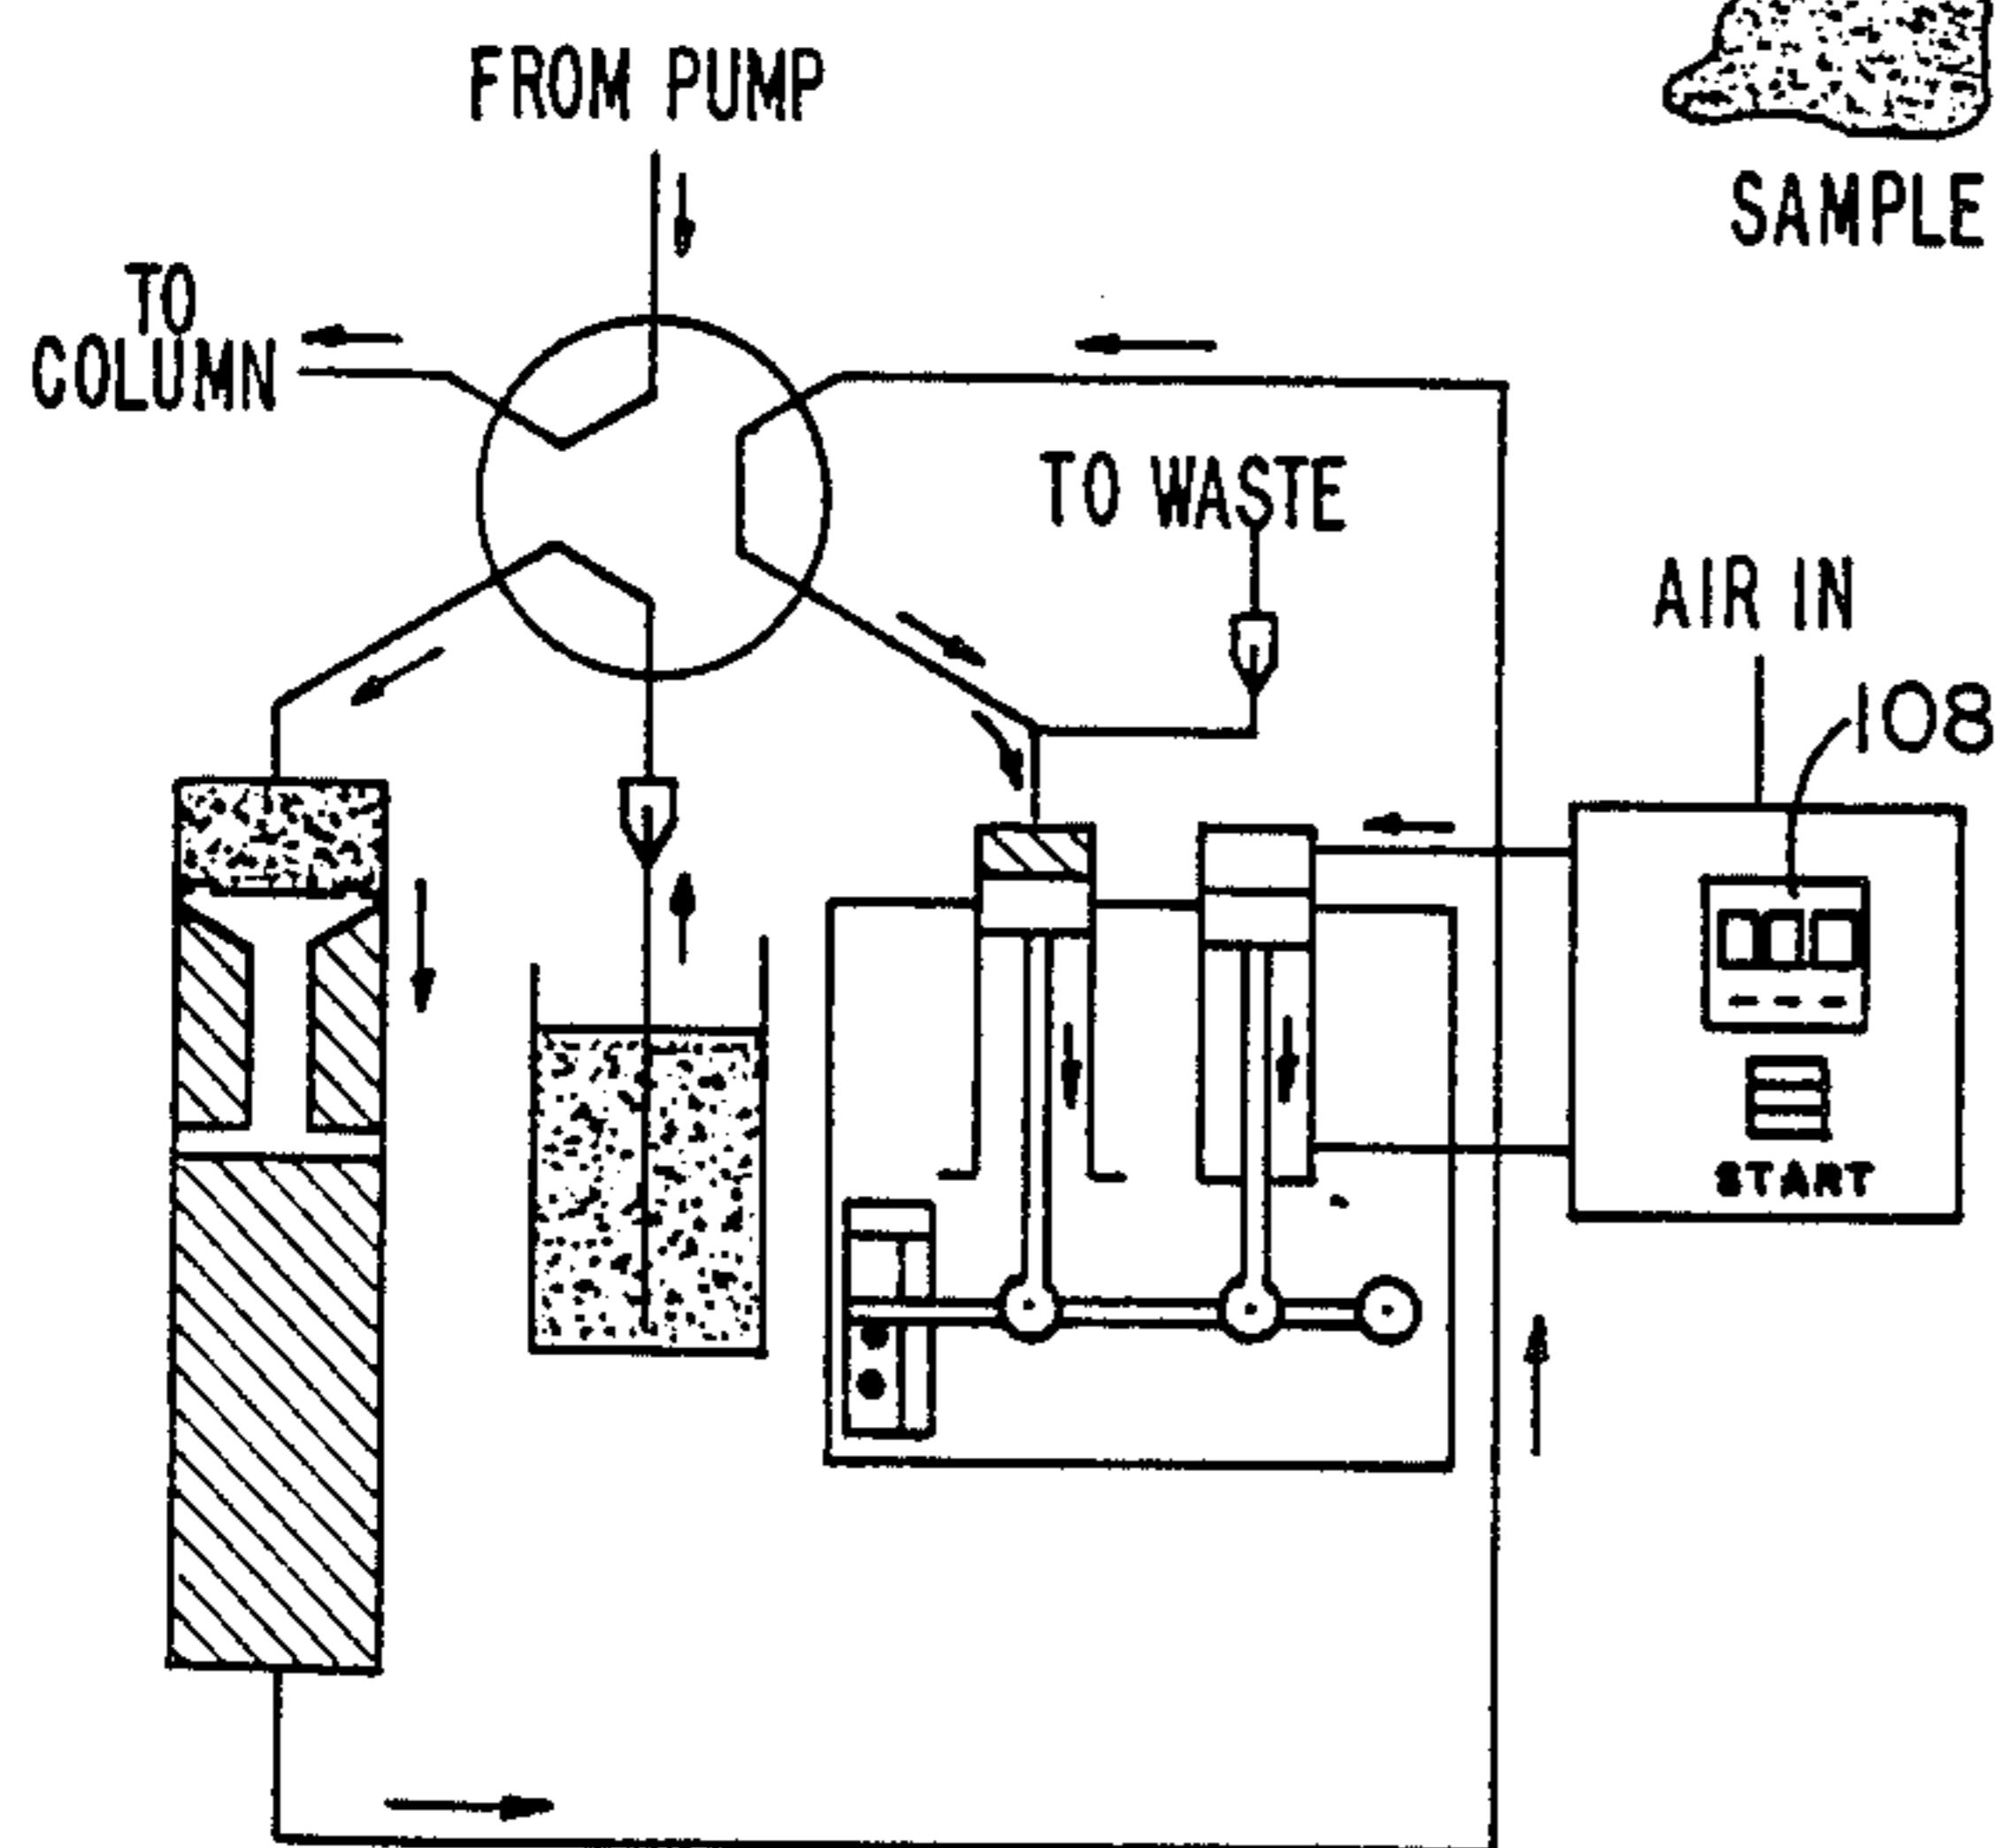 FROM PUMP
SAMPLE
TO
COLUMN
TO WASTE
AIR IN
108
START